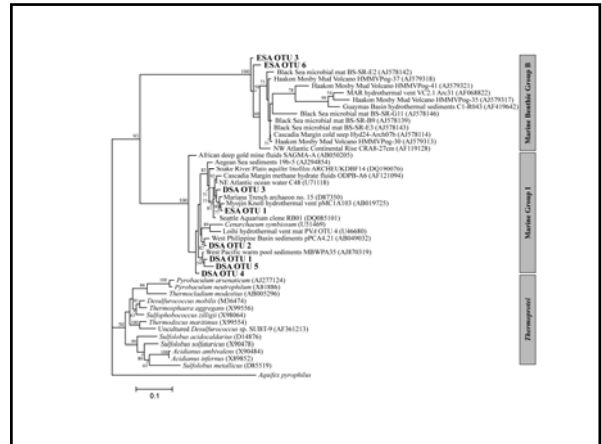 ESA OTU 3
ESA OTU 6
Black Sea microbial mat BS-SR-E2 (AJ578142)
Haakon Mosby Mud Volcano HMMVPog-37 (AJ579318)
Haakon Mosby Mud Volcano HMMVPog-41 (AJ579321)
MAR hydrothermal vent VC2.1 Arc31 (AF068822)
Haakon Mosby Mud Volcano HMMVPog-35 (AJ579317)
Guaymas Basin hydrothermal sediments C1-R043 (AF419642)
Black Sea microbial mat BS-SR-G11 (AJ578146)
Black Sea microbial mat BS-SR-B9 (AJ578139)
Black Sea microbial mat BS-SR-E3 (AJ578143)
Cascadia Margin cold seep Hyd24-Arch07b (AJ578114)
Haakon Mosby Mud Volcano HMMVPog-30 (AJ579313)
NW Atlantic Continental Rise CRA8-27cm (AF119128)
Marine Benthic Group B
African deep gold mine fluids SAGMA-A (AB050205)
Aegean Sea sediments 19b-5 (AJ294854)
Snake River Plain aquifer biofilm ARCHEUKDBF14 (DQ190076)
Cascadia Margin methane hydrate fluids ODPB-A6 (AF121094)
NE Atlantic ocean water C48 (U71118)
DSA OTU 3
Mariana Trench archaeon no. 15 (D87350)
Myojin Knoll hydrothermal vent pMC1A103 (AB019725)
ESA OTU 1
Seattle Aquarium clone RB01 (DQ085101)
Cenarchaeum symbiosum (U51469)
Loihi hydrothermal vent mat PVA OTU 4 (U46680)
West Philippine Basin sediments pPCA4.21 (AB049032)
DSA OTU 2
West Pacific warm pool sediments MBWPA35 (AJ870319)
DSA OTU 1
DSA OTU 5
DSA OTU 4
Marine Group I
Pyrobaculum arsenaticum (AJ277124)
Pyrobaculum neutrophilum (X81886)
Thermocladium modestius (AB005296)
Desulfurococcus mobilis (M36474)
Thermosphaera aggregans (X99556)
Sulfophobococcus zilligii (X98064)
Thermodiscus maritimus (X99554)
Uncultured Desulfurococcus sp. SUBT-9 (AF361213)
Sulfolobus acidocaldarius (D14876)
Sulfolobus solfataricus (X90478)
Acidianus ambivalens (X90484)
Acidianus infernus (X89852)
Sulfolobus metallicus (D85519)
Thermoprotei
Aquifex pyrophilus
0.1